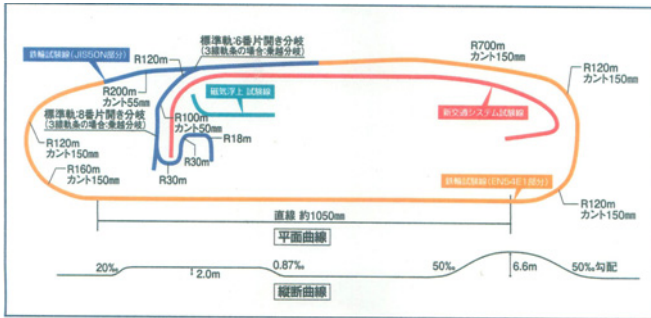 標準軌:6番片開き分岐
(3線軌条の場合:乗越分岐)
鉄輪試験線(JIS50N部分)
R120m
R700m
カント150㎜
R120m
カント150㎜
R200m
カント55mm
磁気浮上 試験線
新交通システム試験線
標準軌:8番片開き分岐
(3線軌条の場合:乗越分岐)
R100m
カント50㎜
R18m
R30m
R30m
R120m
カント150㎜
R160m
カント150㎜
鉄輪試験線(EN54E1部分)
R120m
カント150㎜
直線 約1050㎜
平面曲線
20‰
2.0m
0.87‰
50‰
6.6m
50‰勾配
縦断曲線